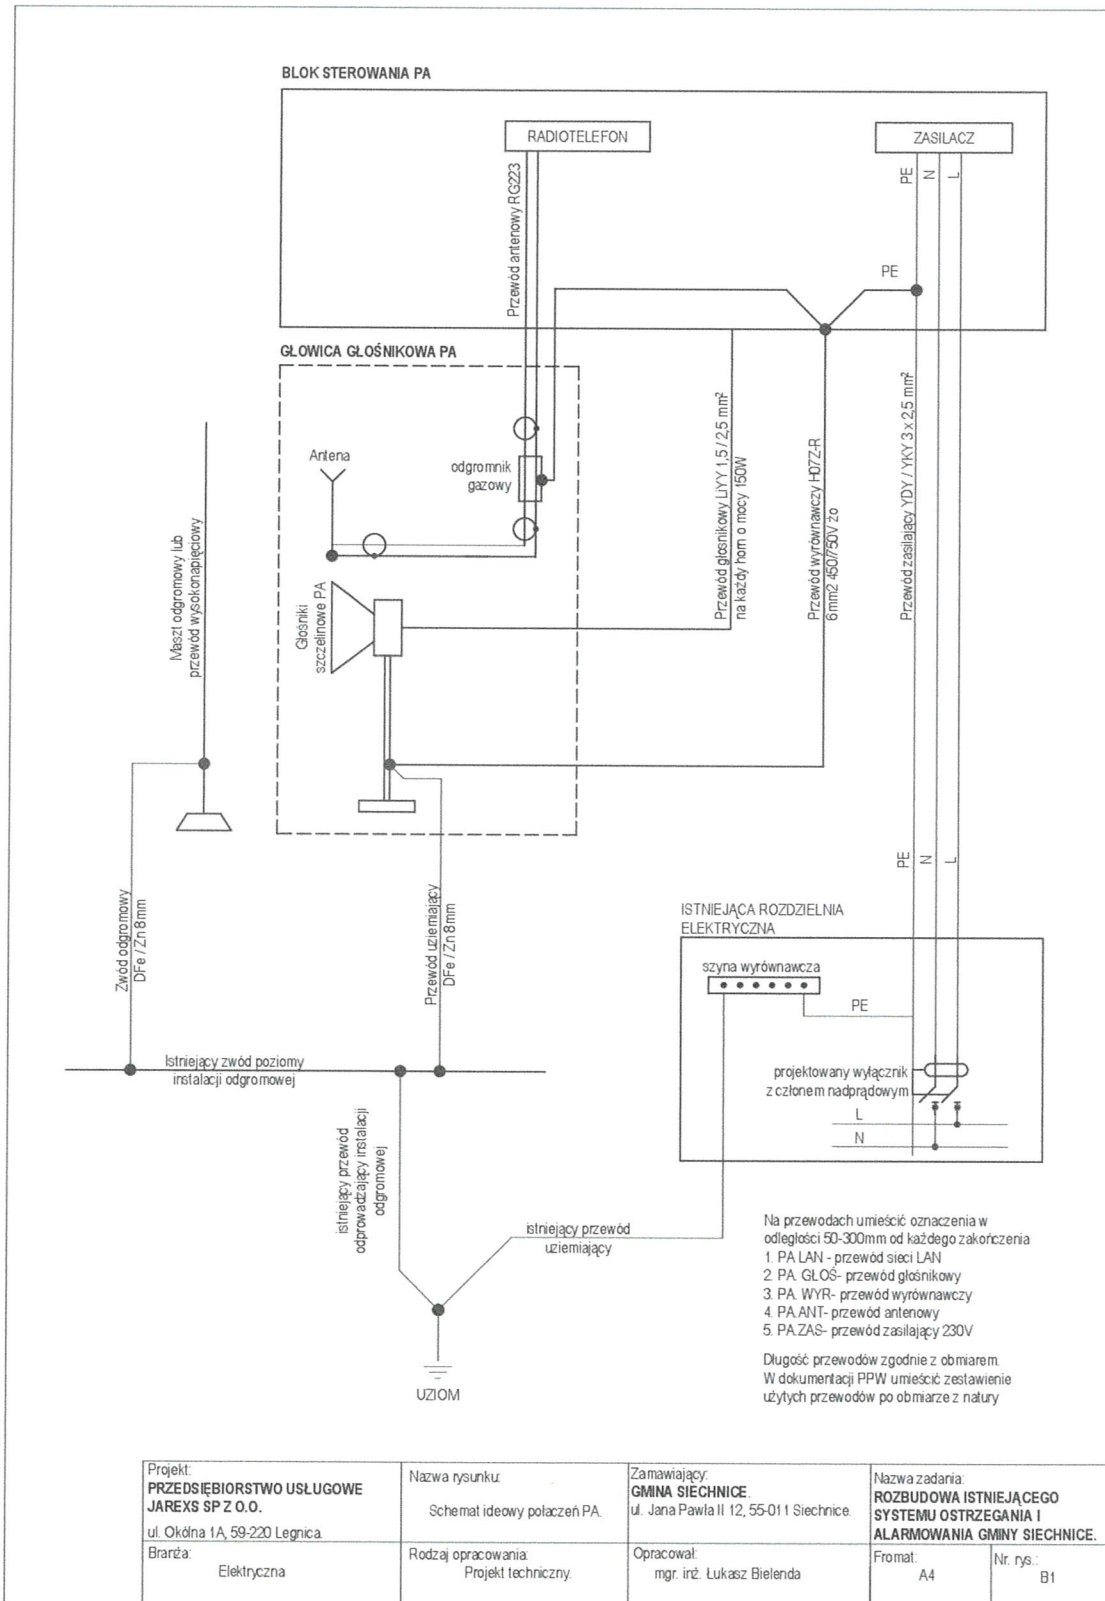 BLOK STEROWANIA PA
RADIOTELEFON
ZASILACZ
Przewód antenowy RG223
PE
N
L
PE
GŁOWICA GŁOŚNIKOWA PA
Antena
odgromnik
gazowy
Maszt odgromowy lub
przewód wysokonapięciowy
Głośniki
szczelinowe PA
Przewód głosnikowy LIYY 1,5 / 2,5 mm²
na każdy horn o mocy 150W
Przewód wyrównawczy H07Z-R
6mm2 450/750V żo
Przewód zasilający YDY / YKY 3 x 2,5 mm²
PE
N
L
Zwód odgromowy
DFe / Zn 8mm
Przewód uziemiający
DFe / Zn 8mm
ISTNIEJĄCA ROZDZIELNIA
ELEKTRYCZNA
szyna wyrównawcza
PE
projektowany wyłącznik
z członem nadprądowym
L
N
Istniejący zwód poziomy
instalacji odgromowej
istniejący przewód
odprowadzający instalacji
odgromowej
istniejący przewód
uziemiający
UZIOM
Na przewodach umieścić oznaczenia w
odległości 50-300mm od każdego zakończenia
1. PA LAN - przewód sieci LAN
2. PA. GŁOŚ- przewód głośnikowy
3. PA. WYR- przewód wyrównawczy
4. PA.ANT- przewód antenowy
5. PA.ZAS- przewód zasilający 230V
Długość przewodów zgodnie z obmiarem.
W dokumentacji PPW umieścić zestawienie
użytych przewodów po obmiarze z natury
Projekt:
PRZEDSIĘBIORSTWO USŁUGOWE
JAREXS SP Z O.O.
ul. Okólna 1A, 59-220 Legnica.
Nazwa rysunku:
Schemat ideowy połaczeń PA.
Zamawiający:
GMINA SIECHNICE.
ul. Jana Pawła II 12, 55-011 Siechnice.
Nazwa zadania:
ROZBUDOWA ISTNIEJĄCEGO
SYSTEMU OSTRZEGANIA I
ALARMOWANIA GMINY SIECHNICE.
Branża:
Elektryczna
Rodzaj opracowania:
Projekt techniczny.
Opracował:
mgr. inż. Łukasz Bielenda
Fromat:
A4
Nr. rys.:
B1